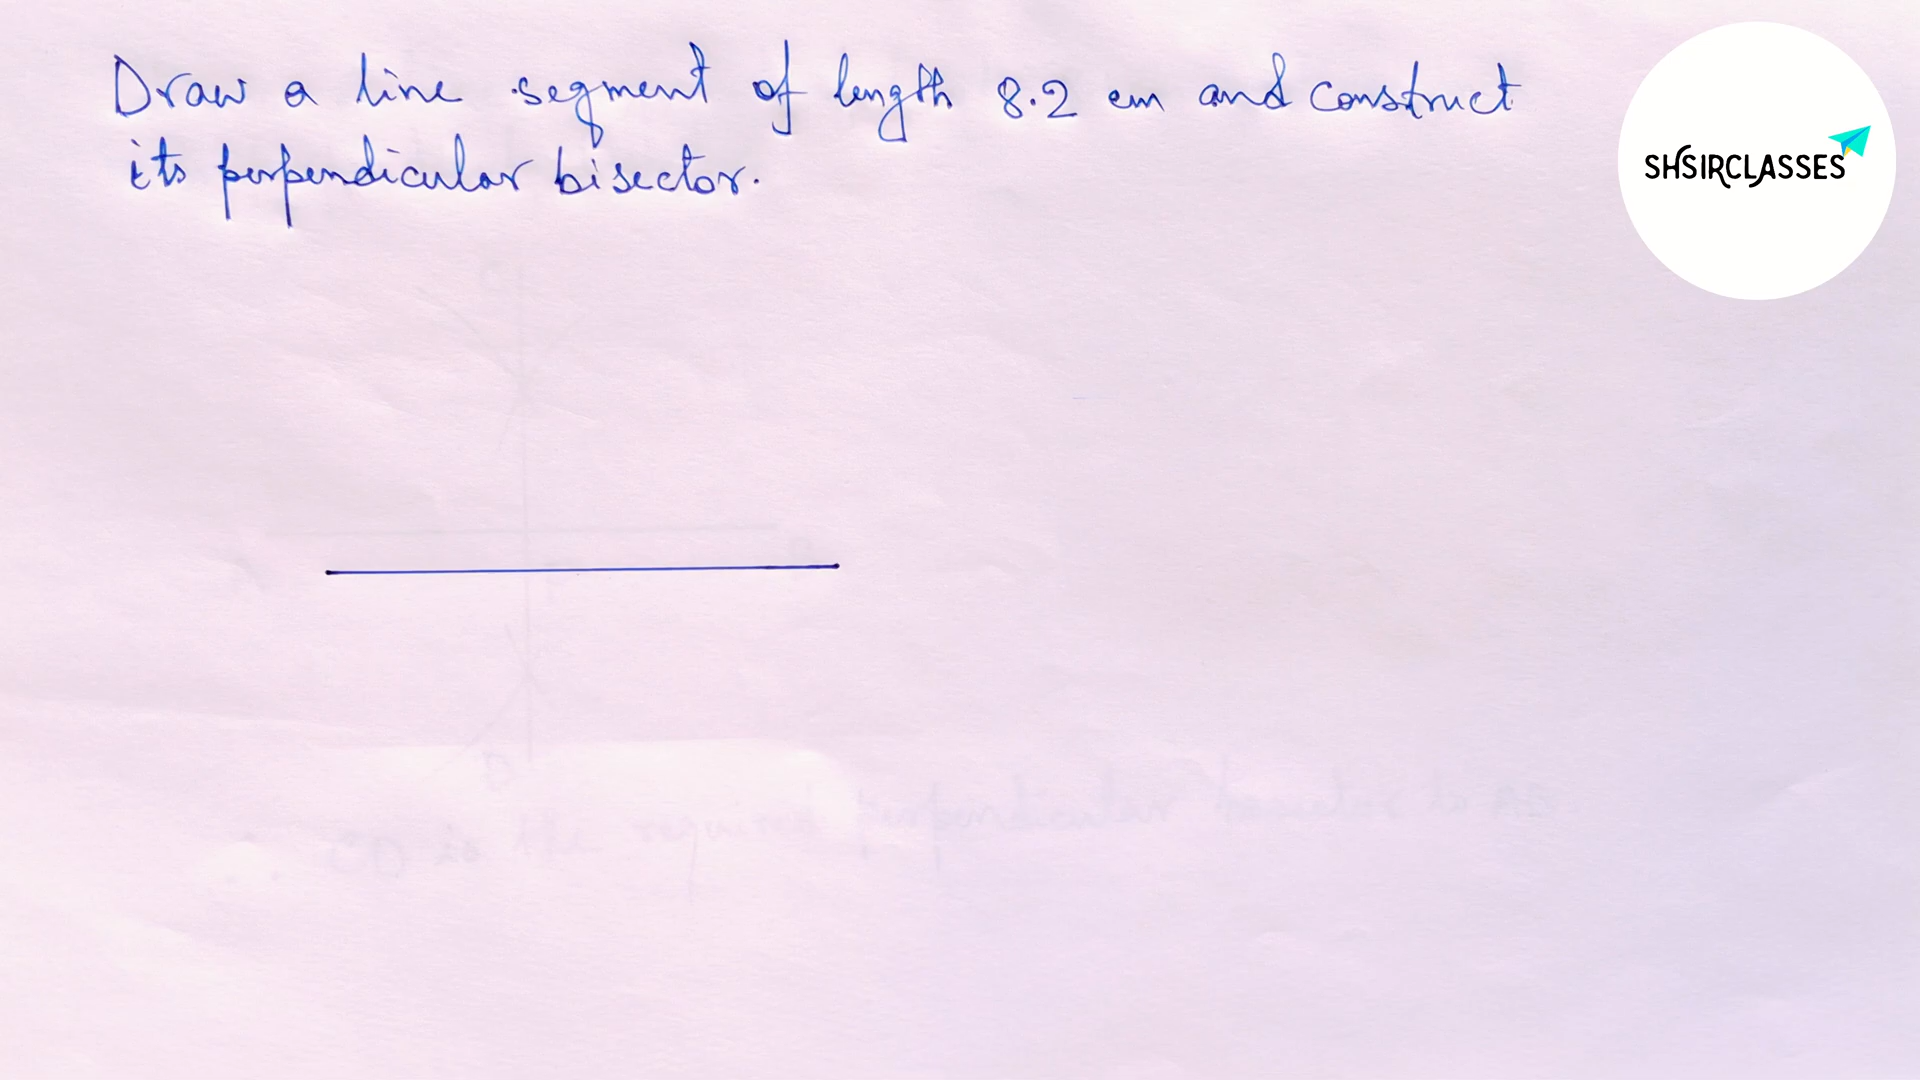 Draw a line segment of length 8.2 cm and construct
its perpendicular bisector.
SHSIRCLASSES